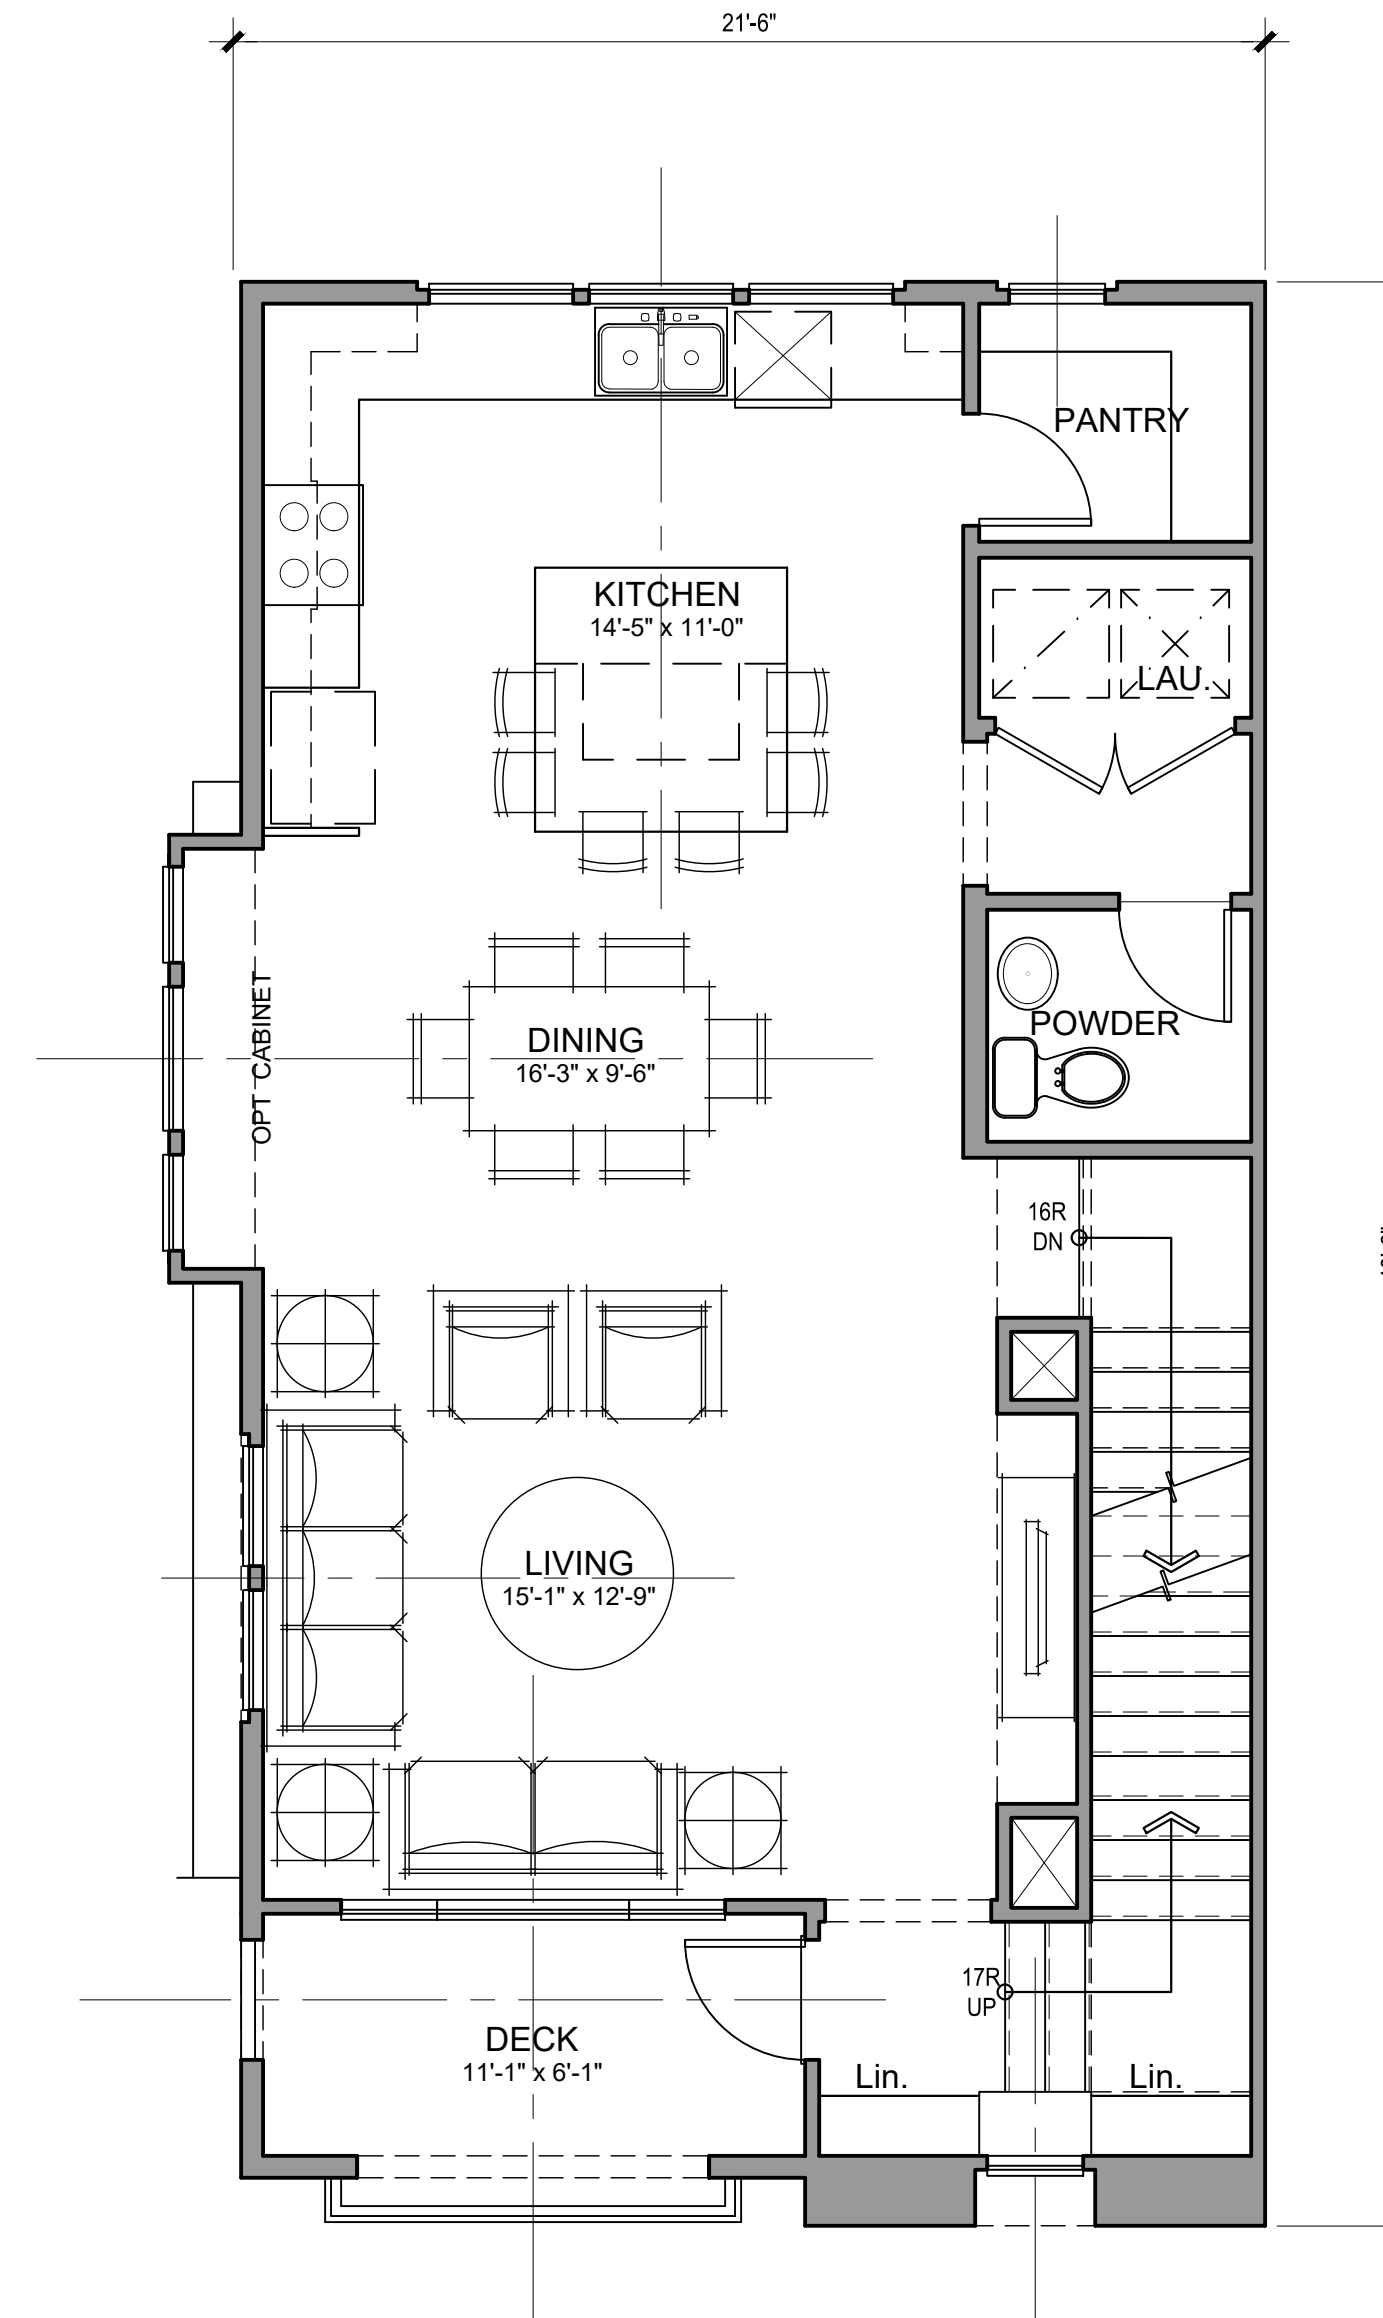 21'-6"
PANTRY
KITCHEN
14'-5" x 11'-0"
LAU.
OPT CABINET
DINING
16'-3" x 9'-6"
POWDER
16R
DN
LIVING
15'-1" x 12'-9"
17R
UP
DECK
11'-1" x 6'-1"
Lin.
Lin.